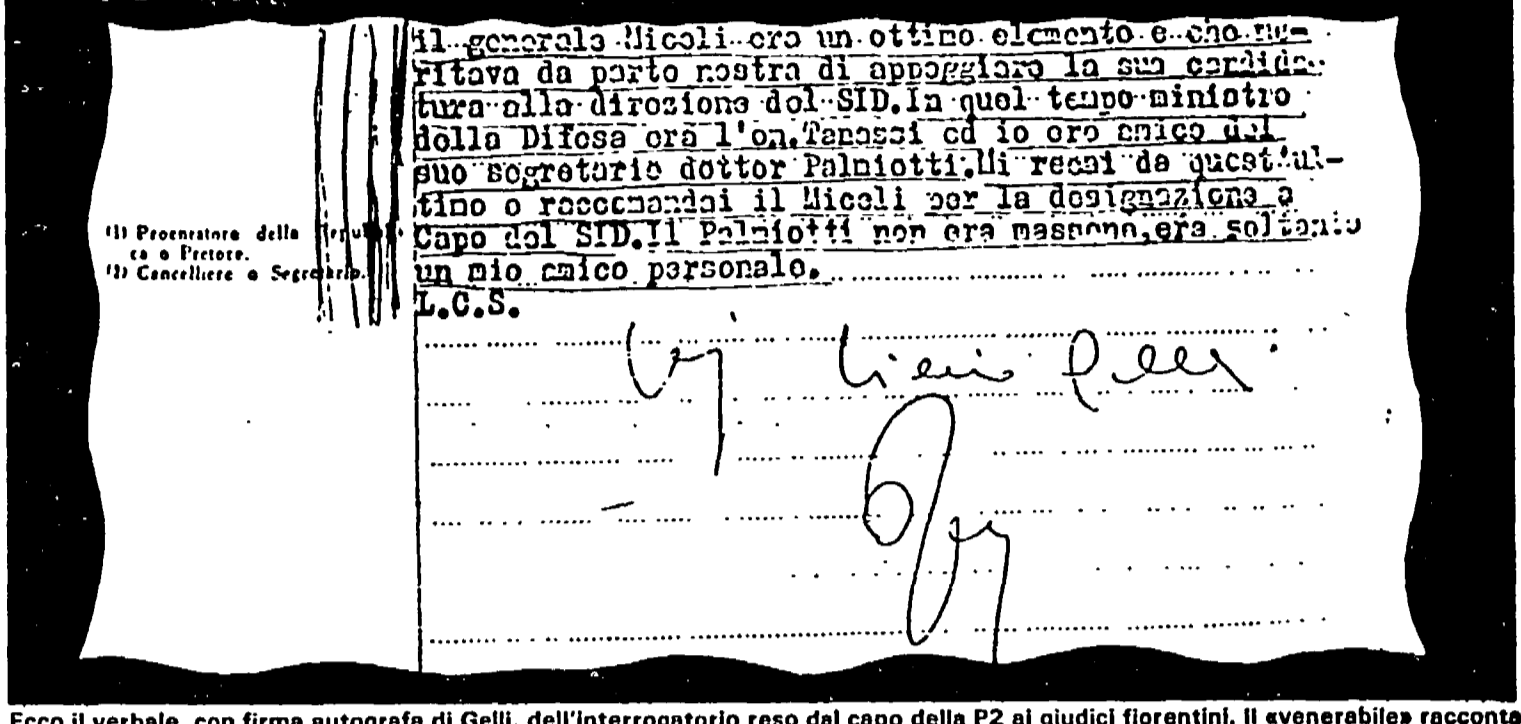 il generale Miceli era un ottimo elemento e che me-
ritava da parte nostra di appoggiare la sua candida-
tura alla direzione del SID.In quel tempo ministro
della Difesa era l'on.Tanassi ed io ero amico del
suo segretario dottor Palmiotti.Mi recai da quest'ul-
timo e raccomandai il Miceli per la designazione a
Capo del SID.Il Palmiotti non era massone,era soltanto
un mio amico personale.
L.C.S.
(1) Procuratore della Repubbli-
ca o Pretore.
(2) Cancelliere o Segretario.
Licio Gelli
Ecco il verbale, con firma autografa di Gelli, dell'interrogatorio reso dal capo della P2 ai giudici fiorentini. Il «venerabile» racconta